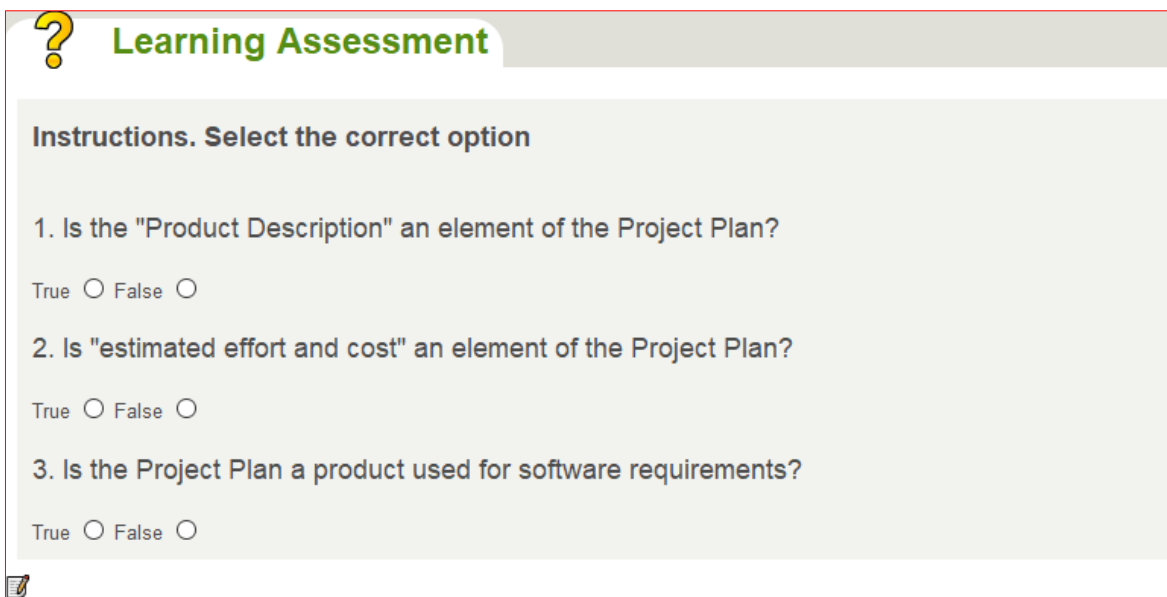 Learning Assessment
Instructions. Select the correct option
1. Is the "Product Description" an element of the Project Plan?
True False
2. Is "estimated effort and cost" an element of the Project Plan?
True False
3. Is the Project Plan a product used for software requirements?
True False